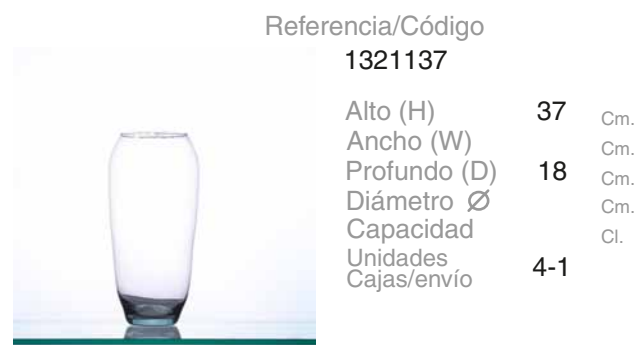 Referencia/Código
1321137
Alto (H) 37 Cm.
Ancho (W) Cm.
Profundo (D) 18 Cm.
Diámetro Ø Cm.
Capacidad Cl.
Unidades
Cajas/envío 4-1